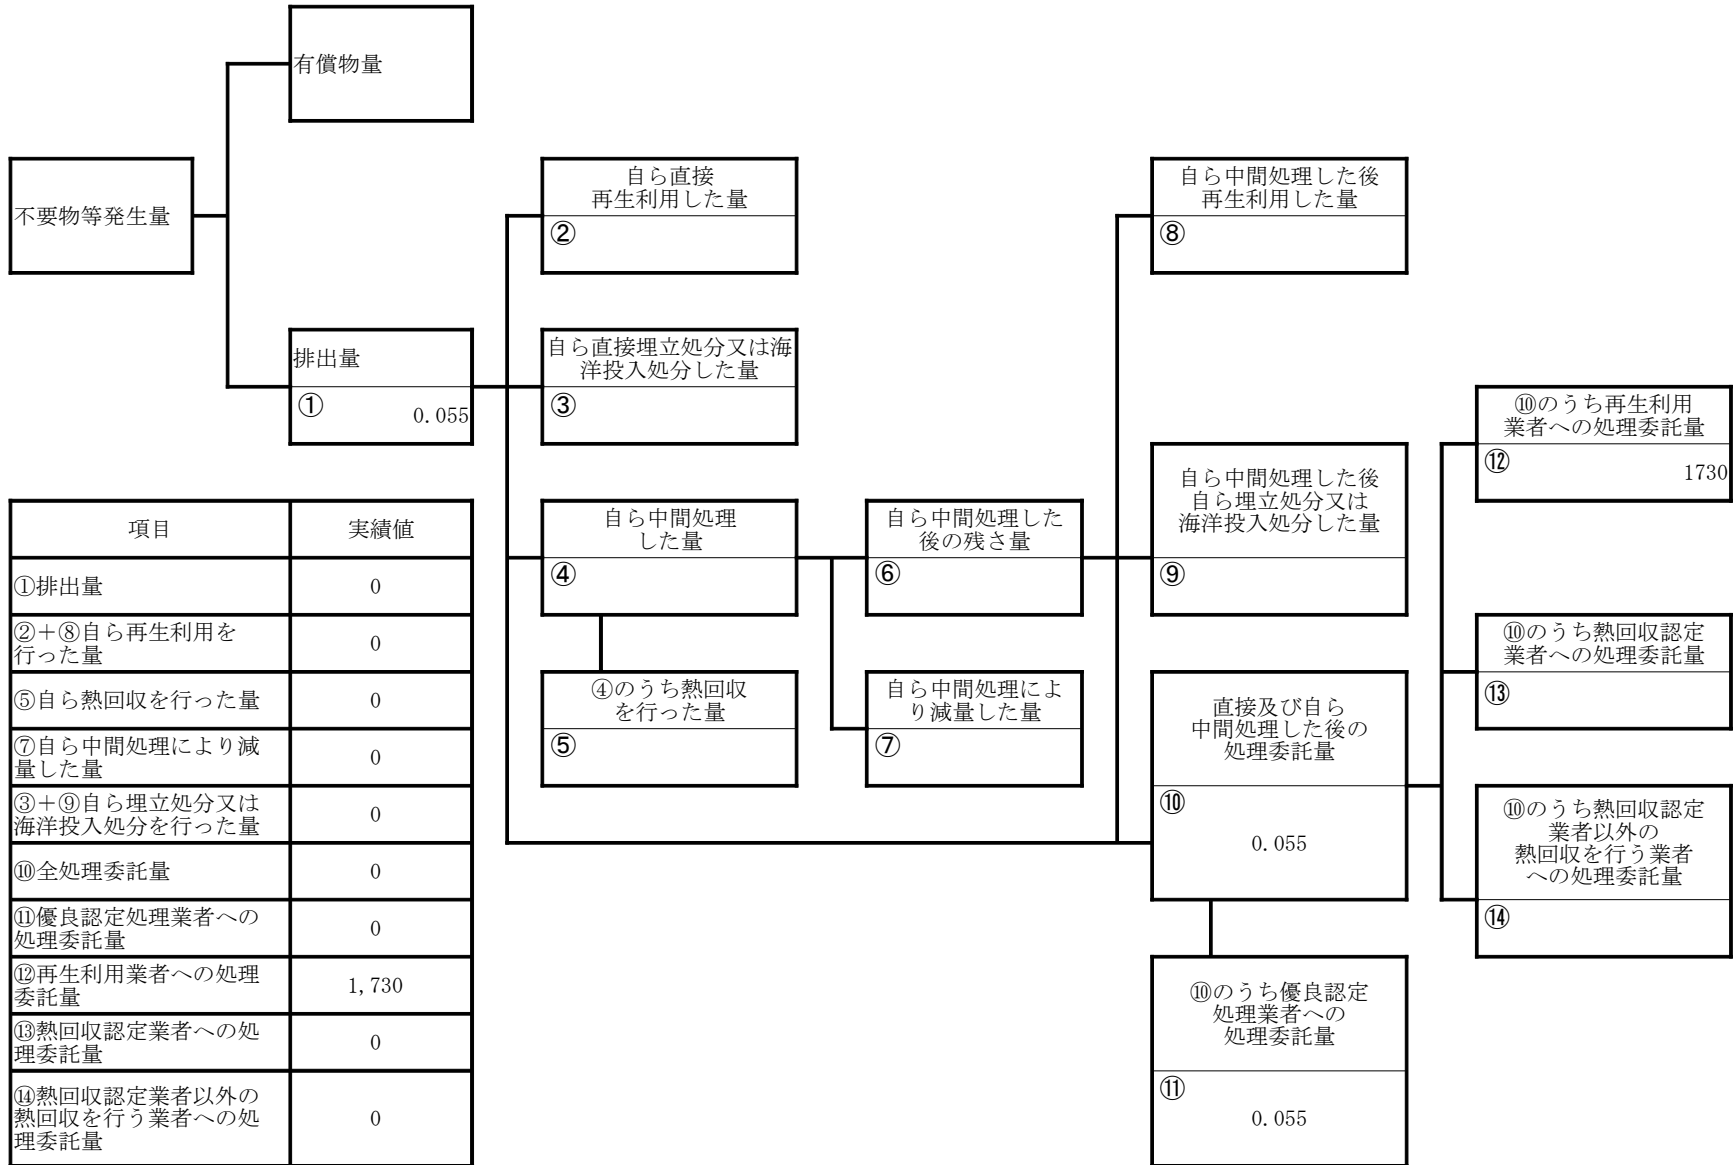 有償物量
不要物等発生量
自ら直接
再生利用した量
②
自ら中間処理した後
再生利用した量
⑧
排出量
①
0.055
自ら直接埋立処分又は海
洋投入処分した量
③
⑩のうち再生利用
業者への処理委託量
⑫
1730
自ら中間処理
した量
④
自ら中間処理した
後の残さ量
⑥
自ら中間処理した後
自ら埋立処分又は
海洋投入処分した量
⑨
⑩のうち熱回収認定
業者への処理委託量
⑬
④のうち熱回収
を行った量
⑤
自ら中間処理によ
り減量した量
⑦
直接及び自ら
中間処理した後の
処理委託量
⑩
0.055
⑩のうち熱回収認定
業者以外の
熱回収を行う業者
への処理委託量
⑭
⑩のうち優良認定
処理業者への
処理委託量
⑪
0.055
項目 実績値
①排出量 0
②＋⑧自ら再生利用を
行った量 0
⑤自ら熱回収を行った量 0
⑦自ら中間処理により減
量した量 0
③＋⑨自ら埋立処分又は
海洋投入処分を行った量 0
⑩全処理委託量 0
⑪優良認定処理業者への
処理委託量 0
⑫再生利用業者への処理
委託量 1,730
⑬熱回収認定業者への処
理委託量 0
⑭熱回収認定業者以外の
熱回収を行う業者への処
理委託量 0